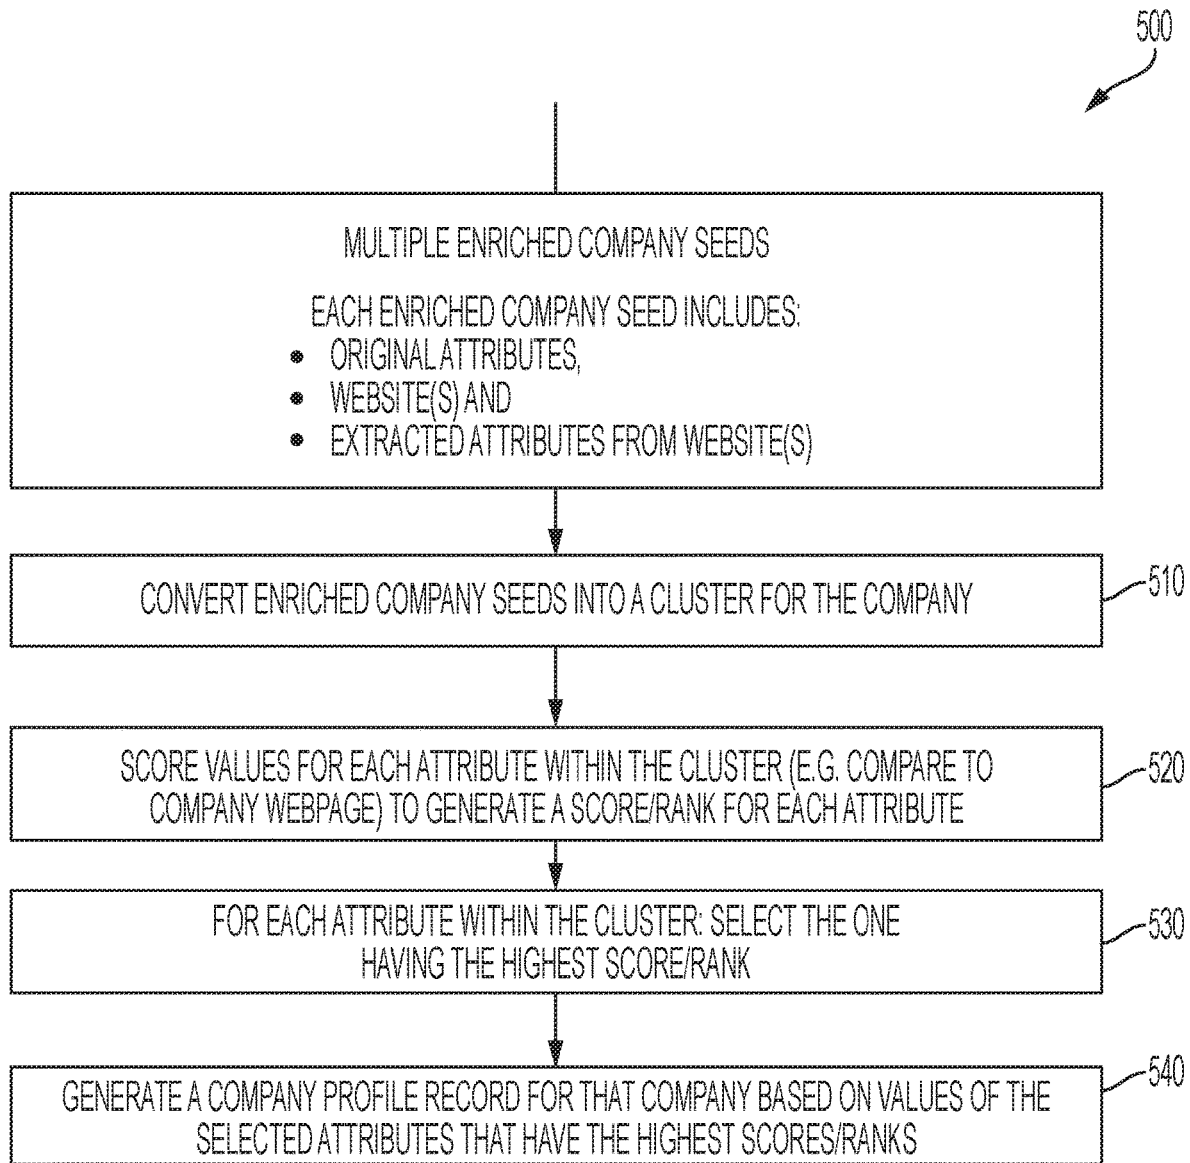 500
MULTIPLE ENRICHED COMPANY SEEDS
EACH ENRICHED COMPANY SEED INCLUDES:
• ORIGINAL ATTRIBUTES,
• WEBSITE(S) AND
• EXTRACTED ATTRIBUTES FROM WEBSITE(S)
CONVERT ENRICHED COMPANY SEEDS INTO A CLUSTER FOR THE COMPANY
510
SCORE VALUES FOR EACH ATTRIBUTE WITHIN THE CLUSTER (E.G. COMPARE TO
COMPANY WEBPAGE) TO GENERATE A SCORE/RANK FOR EACH ATTRIBUTE
520
FOR EACH ATTRIBUTE WITHIN THE CLUSTER: SELECT THE ONE
HAVING THE HIGHEST SCORE/RANK
530
GENERATE A COMPANY PROFILE RECORD FOR THAT COMPANY BASED ON VALUES OF THE
SELECTED ATTRIBUTES THAT HAVE THE HIGHEST SCORES/RANKS
540